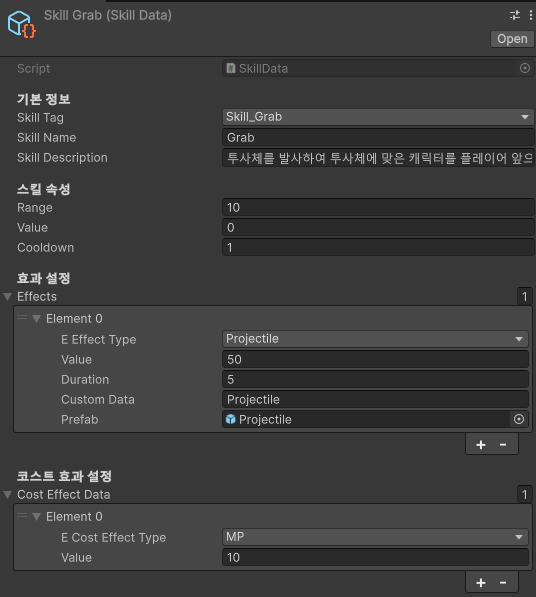 Skill Grab (Skill Data)
Open
Script SkillData
기본 정보
Skill Tag Skill_Grab
Skill Name Grab
Skill Description 투사체를 발사하여 투사체에 맞은 캐릭터를 플레이어 앞으
스킬 속성
Range 10
Value 0
Cooldown 1
효과 설정
Effects 1
Element 0
E Effect Type Projectile
Value 50
Duration 5
Custom Data Projectile
Prefab Projectile
+ -
코스트 효과 설정
Cost Effect Data 1
Element 0
E Cost Effect Type MP
Value 10
+ -